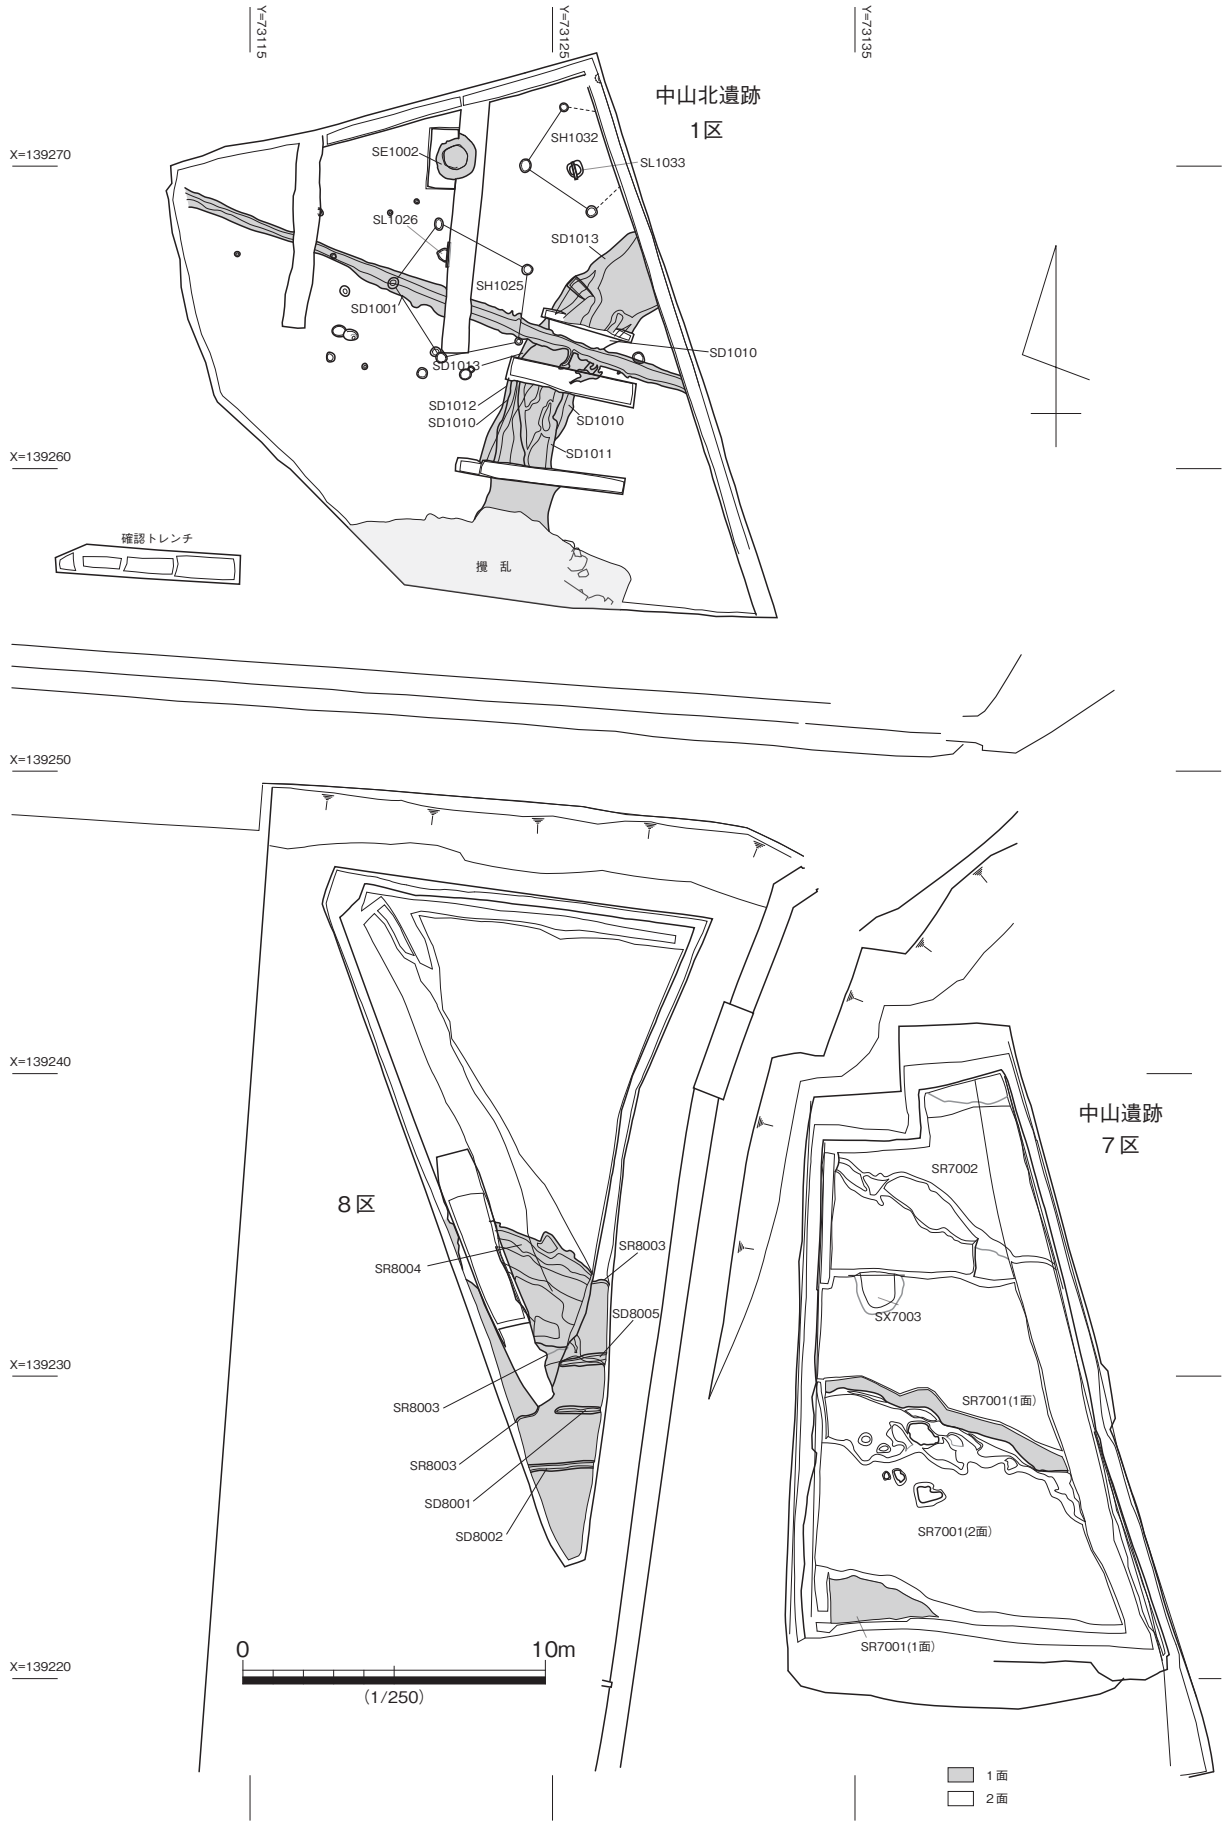 Y=73115
Y=73125
Y=73135
中山北遺跡
1区
X=139270
SH1032
SE1002
SL1033
SL1026
SD1013
SH1025
SD1001
SD1010
SD1013
SD1012
SD1010
SD1010
SD1011
X=139260
確認トレンチ
攪乱
X=139250
X=139240
中山遺跡
7区
SR7002
8区
SR8003
SR8004
SX7003
SD8005
X=139230
SR7001(1面)
SR8003
SR8003
SD8001
SR7001(2面)
SD8002
SR7001(1面)
0 10m
X=139220
(1/250)
1面
2面